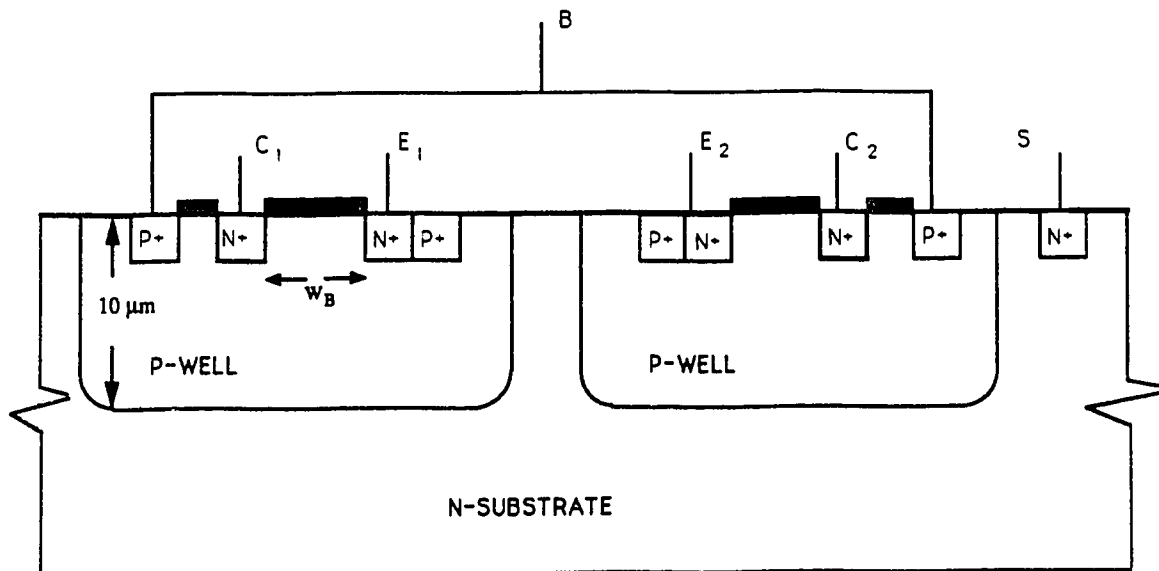 B
C1 E1 E2 C2 S
P+ N+ N+ P+ P+ N+ N+ P+ N+
10 μm
WB
P-WELL P-WELL
N-SUBSTRATE